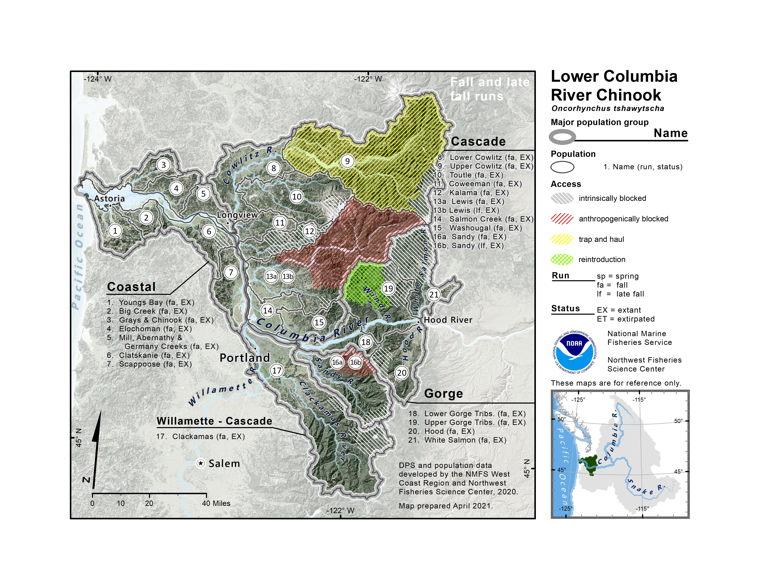 -124° W
-122° W
Fall and late
fall runs
Lower Columbia
River Chinook
Oncorhynchus tshawytscha
Major population group
Name
Population
1. Name (run, status)
Access
intrinsically blocked
anthropogenically blocked
trap and haul
reintroduction
Run
sp = spring
fa = fall
lf = late fall
Status
EX = extant
ET = extirpated
NOAA
National Marine
Fisheries Service
Northwest Fisheries
Science Center
These maps are for reference only.
Cascade
8. Lower Cowlitz (fa, EX)
9. Upper Cowlitz (fa, EX)
10. Toutle (fa, EX)
11. Coweeman (fa, EX)
12. Kalama (fa, EX)
13a. Lewis (fa, EX)
13b Lewis (lf, EX)
14 Salmon Creek (fa, EX)
15. Washougal (fa, EX)
16a. Sandy (fa, EX)
16b, Sandy (lf, EX)
Cowlitz R.
3
8
9
4
5
10
Astoria
Longview
1
2
6
11
12
7
13a
13b
19
21
Wind R.
14
15
Columbia River
Hood River
18
Hood R.
Portland
16a
16b
17
20
Sandy R.
Clackamas R.
Willamette R.
Pacific Ocean
Coastal
1. Youngs Bay (fa, EX)
2. Big Creek (fa, EX)
3. Grays & Chinook (fa, EX)
4. Elochoman (fa, EX)
5. Mill, Abernathy &
Germany Creeks (fa, EX)
6. Clatskanie (fa, EX)
7. Scappoose (fa, EX)
Gorge
18. Lower Gorge Tribs. (fa, EX)
19. Upper Gorge Tribs. (fa, EX)
20. Hood (fa, EX)
21. White Salmon (fa, EX)
Willamette - Cascade
17. Clackamas (fa, EX)
Salem
45° N
45° N
N
0 10 20 40 Miles
DPS and population data
developed by the NMFS West
Coast Region and Northwest
Fisheries Science Center, 2020.
Map prepared April 2021.
-122° W
-125°
-115°
50°
50°
45°
45°
-125°
-115°
Pacific Ocean
Columbia R.
Snake R.